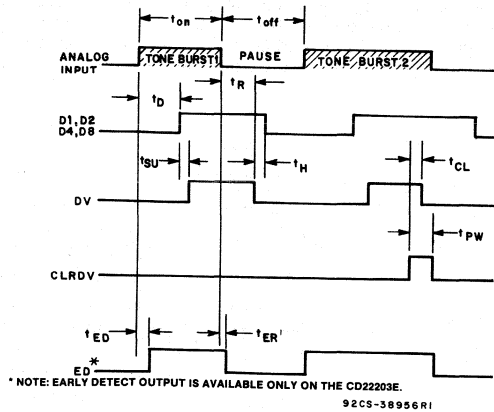 ton
toff
ANALOG
INPUT
TONE BURST 1
PAUSE
TONE BURST 2
tD
tR
D1, D2
D4, D8
tSU
tH
tCL
DV
tPW
CLRDV
tED
tER'
ED*
* NOTE: EARLY DETECT OUTPUT IS AVAILABLE ONLY ON THE CD22203E.
92CS-38956R1